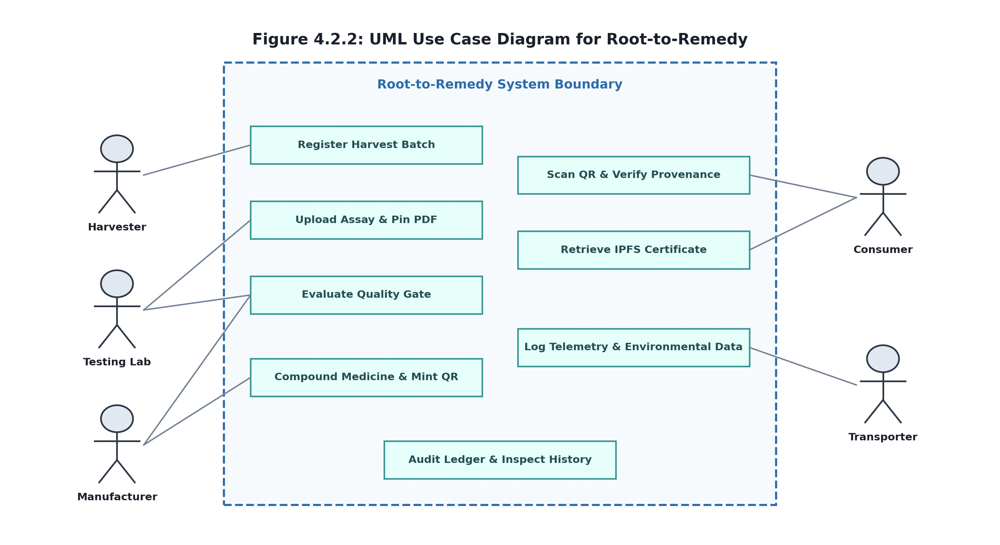 Figure 4.2.2: UML Use Case Diagram for Root-to-Remedy
Root-to-Remedy System Boundary
Register Harvest Batch
Scan QR & Verify Provenance
Upload Assay & Pin PDF
Harvester
Retrieve IPFS Certificate
Consumer
Evaluate Quality Gate
Log Telemetry & Environmental Data
Testing Lab
Compound Medicine & Mint QR
Transporter
Audit Ledger & Inspect History
Manufacturer